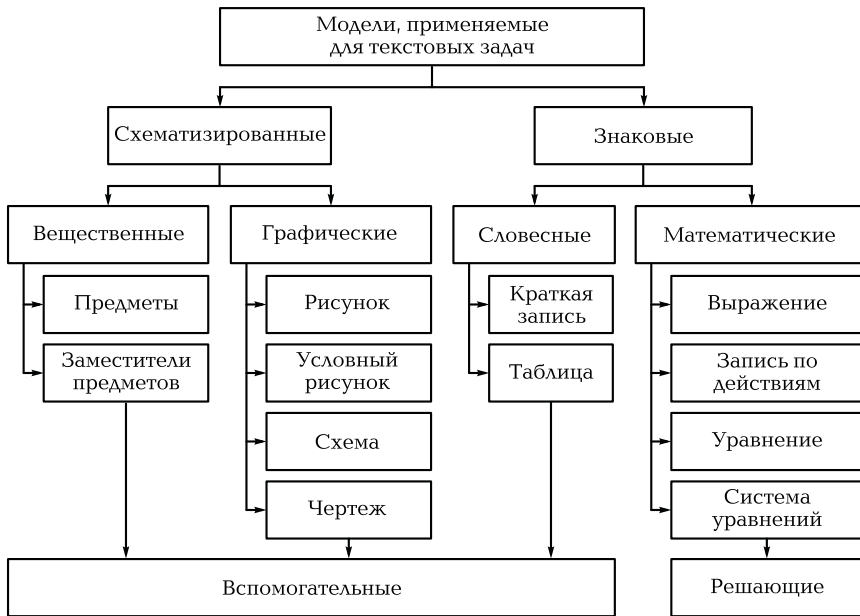 Модели, применяемые
для текстовых задач
Схематизированные
Знаковые
Вещественные
Графические
Словесные
Математические
Предметы
Рисунок
Краткая
запись
Выражение
Заместители
предметов
Условный
рисунок
Таблица
Запись по
действиям
Схема
Уравнение
Чертеж
Система
уравнений
Вспомогательные
Решающие